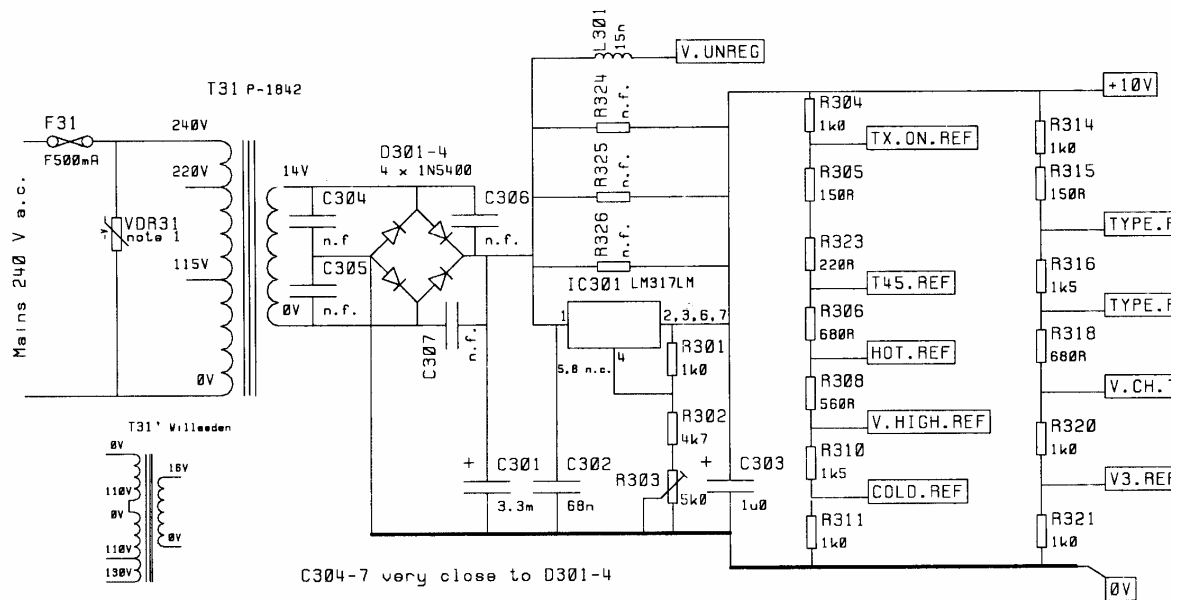 L301
15n
V.UNREG
T31 P-1842
R324
n.f.
+10V
F31
F500mA
240V
D301-4
4 x 1N5400
R304
1k0
TX.ON.REF
R314
1k0
220V
14V
C304
n.f
C306
n.f.
R325
n.f.
R305
150R
R315
150R
Mains 240 V a.c.
VDR31
note 1
R326
n.f.
R323
220R
TYPE.
115V
C305
n.f.
IC301 LM317LM
T45.REF
R316
1k5
0V
C307
n.f.
1
2,3,6,7
4
5,8 n.c.
R306
680R
TYPE.
R301
1k0
HOT.REF
R318
680R
0V
R308
560R
V.CH.
T31' Willesden
R302
4k7
V.HIGH.REF
R320
1k0
0V
16V
110V
0V
110V
130V
0V
+
C301
3.3m
C302
68n
R303
5k0
+
C303
1u0
R310
1k5
COLD.REF
V3.REF
R311
1k0
R321
1k0
C304-7 very close to D301-4
0V